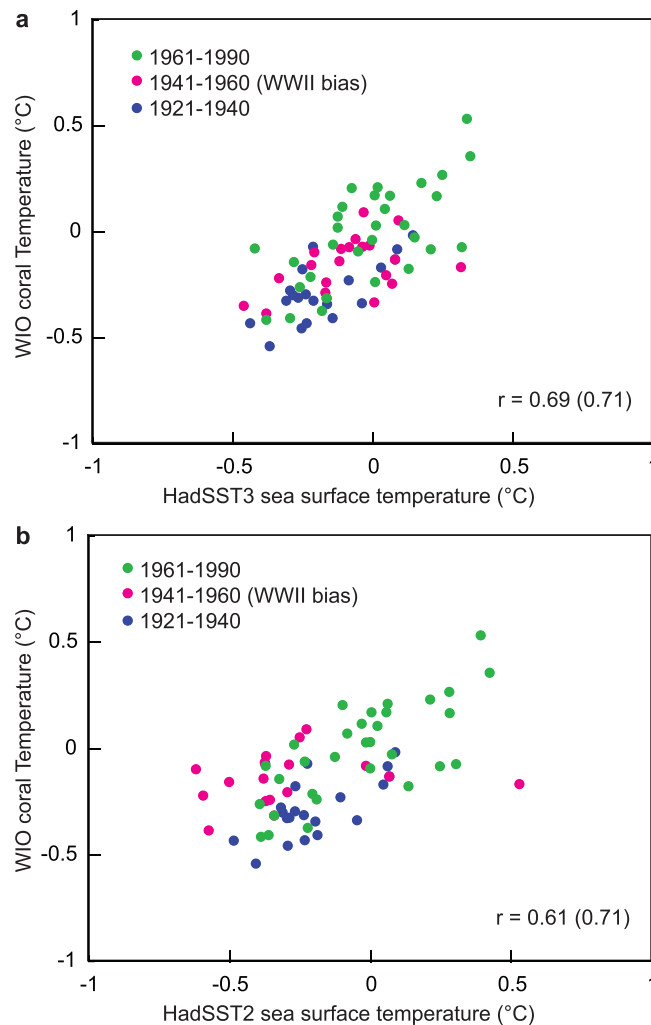 a
1
1961-1990
1941-1960 (WWII bias)
1921-1940
0.5
0
-0.5
-1
WIO coral Temperature (°C)
r = 0.69 (0.71)
-1 -0.5 0 0.5 1
HadSST3 sea surface temperature (°C)
b
1
1961-1990
1941-1960 (WWII bias)
1921-1940
0.5
0
-0.5
-1
WIO coral Temperature (°C)
r = 0.61 (0.71)
-1 -0.5 0 0.5 1
HadSST2 sea surface temperature (°C)